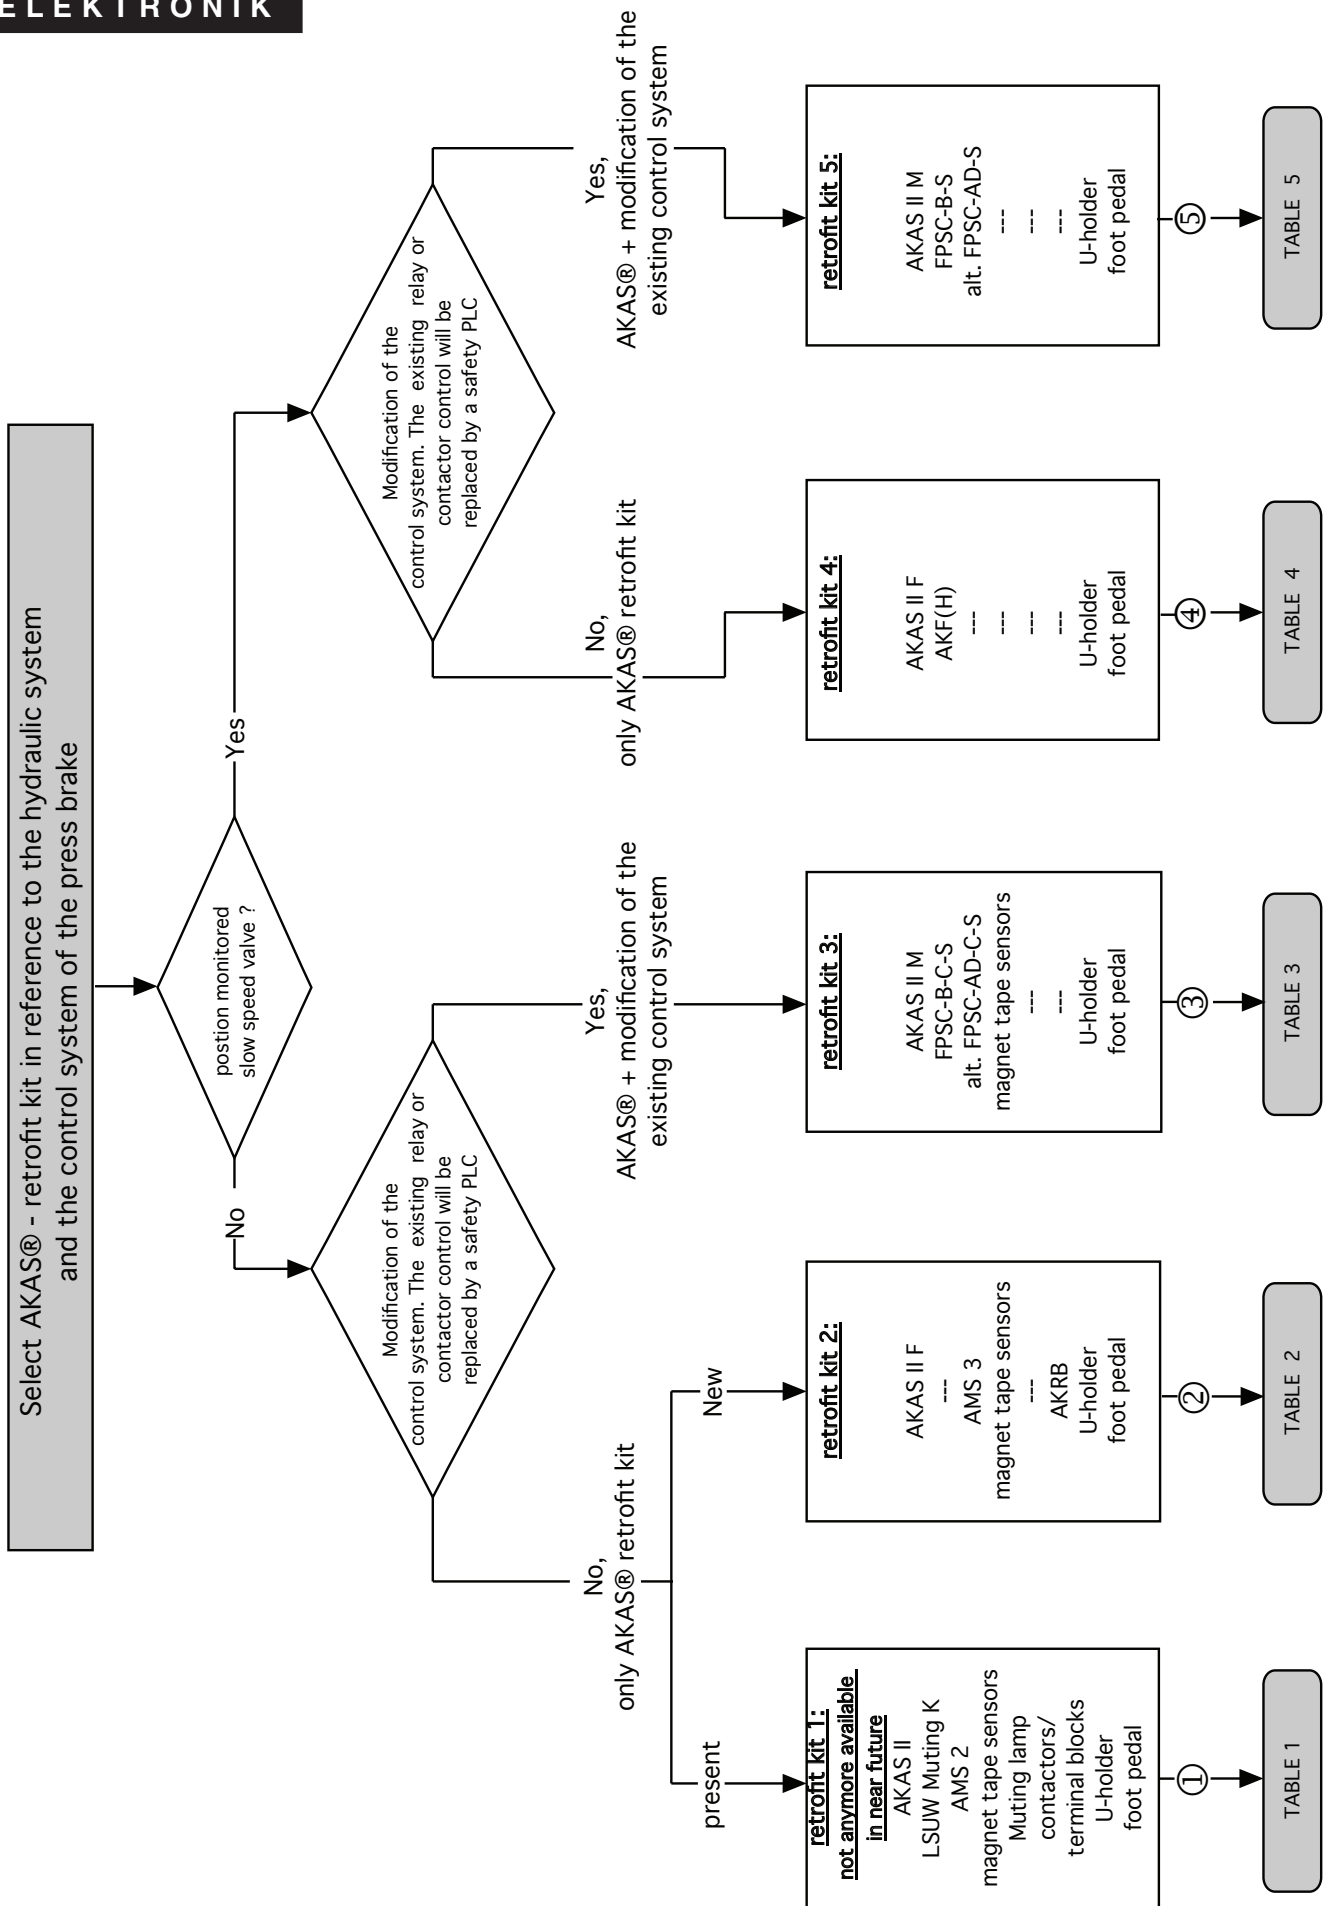 ELEKTRONIK
Select AKAS® - retrofit kit in reference to the hydraulic system
and the control system of the press brake
postion monitored
slow speed valve ?
No
Yes
Modification of the
control system. The existing relay or
contactor control will be
replaced by a safety PLC
Modification of the
control system. The existing relay or
contactor control will be
replaced by a safety PLC
No,
only AKAS® retrofit kit
Yes,
AKAS® + modification of the
existing control system
No,
only AKAS® retrofit kit
Yes,
AKAS® + modification of the
existing control system
present
New
retrofit kit 1:
not anymore available
in near future
AKAS II
LSUW Muting K
AMS 2
magnet tape sensors
Muting lamp
contactors/
terminal blocks
U-holder
foot pedal
①
TABLE 1
retrofit kit 2:
AKAS II F
---
AMS 3
magnet tape sensors
---
AKRB
U-holder
foot pedal
②
TABLE 2
retrofit kit 3:
AKAS II M
FPSC-B-C-S
alt. FPSC-AD-C-S
magnet tape sensors
---
---
U-holder
foot pedal
③
TABLE 3
retrofit kit 4:
AKAS II F
AKF(H)
---
---
---
---
U-holder
foot pedal
④
TABLE 4
retrofit kit 5:
AKAS II M
FPSC-B-S
alt. FPSC-AD-S
---
---
---
U-holder
foot pedal
⑤
TABLE 5